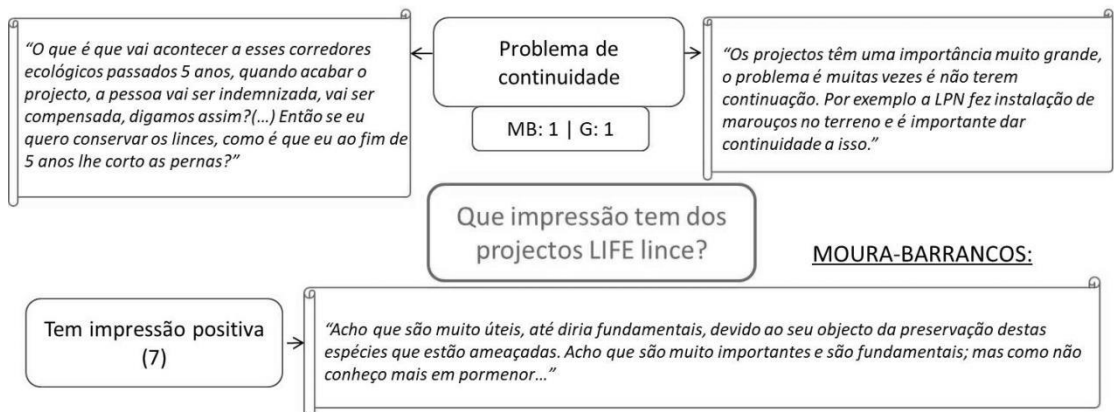 “O que é que vai acontecer a esses corredores
ecológicos passados 5 anos, quando acabar o
projecto, a pessoa vai ser indemnizada, vai ser
compensada, digamos assim?(...) Então se eu
quero conservar os linces, como é que eu ao fim de
5 anos lhe corto as pernas?”
Problema de
continuidade
MB: 1 | G: 1
“Os projectos têm uma importância muito grande,
o problema é muitas vezes é não terem
continuação. Por exemplo a LPN fez instalação de
marouços no terreno e é importante dar
continuidade a isso.”
Que impressão tem dos
projectos LIFE lince?
MOURA-BARRANCOS:
Tem impressão positiva
(7)
“Acho que são muito úteis, até diria fundamentais, devido ao seu objecto da preservação destas
espécies que estão ameaçadas. Acho que são muito importantes e são fundamentais; mas como não
conheço mais em pormenor...”